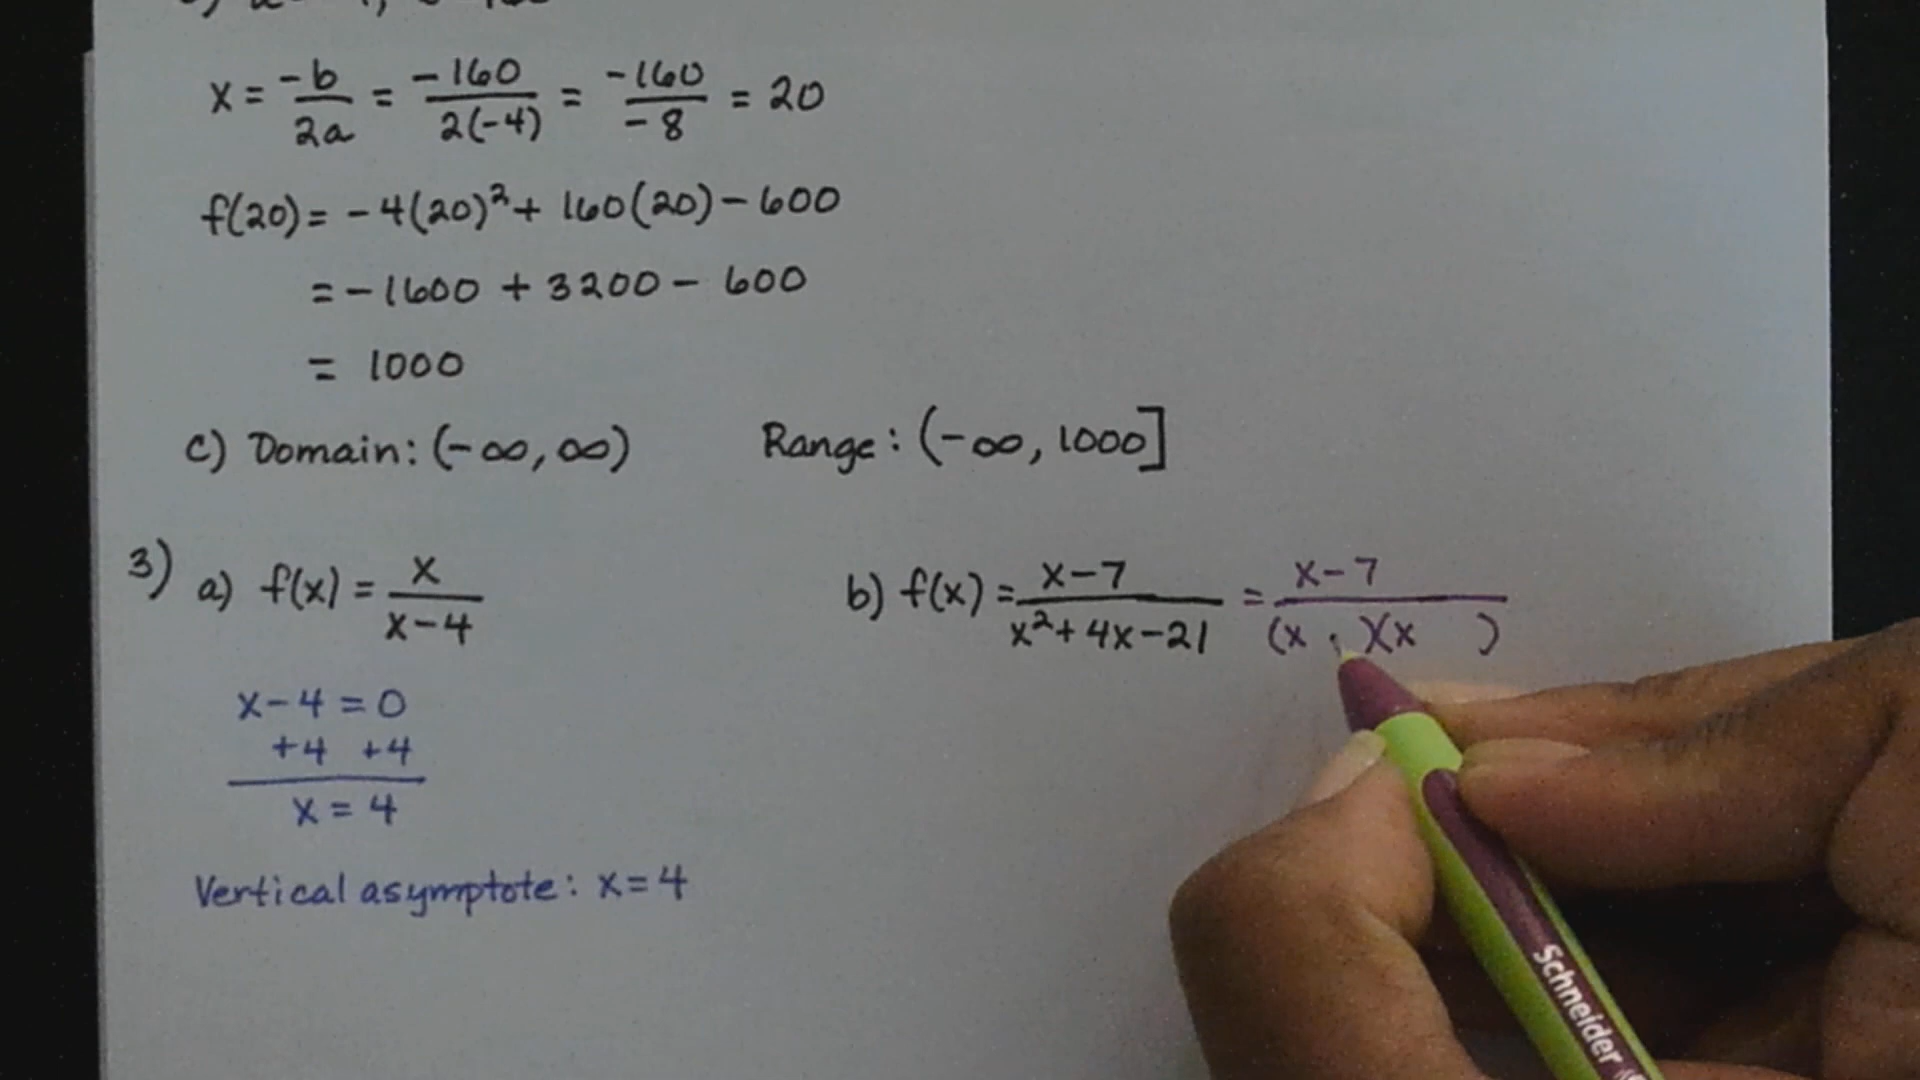 x = -b/2a = -160/2(-4) = -160/-8 = 20
f(20) = -4(20)² + 160(20) - 600
= -1600 + 3200 - 600
= 1000
c) Domain: (-∞, ∞) Range: (-∞, 1000]
3) a) f(x) = x/x-4
x - 4 = 0
+4 +4
x = 4
Vertical asymptote: x = 4
b) f(x) = x-7/x²+4x-21 = x-7/(x )(x )
Schneider